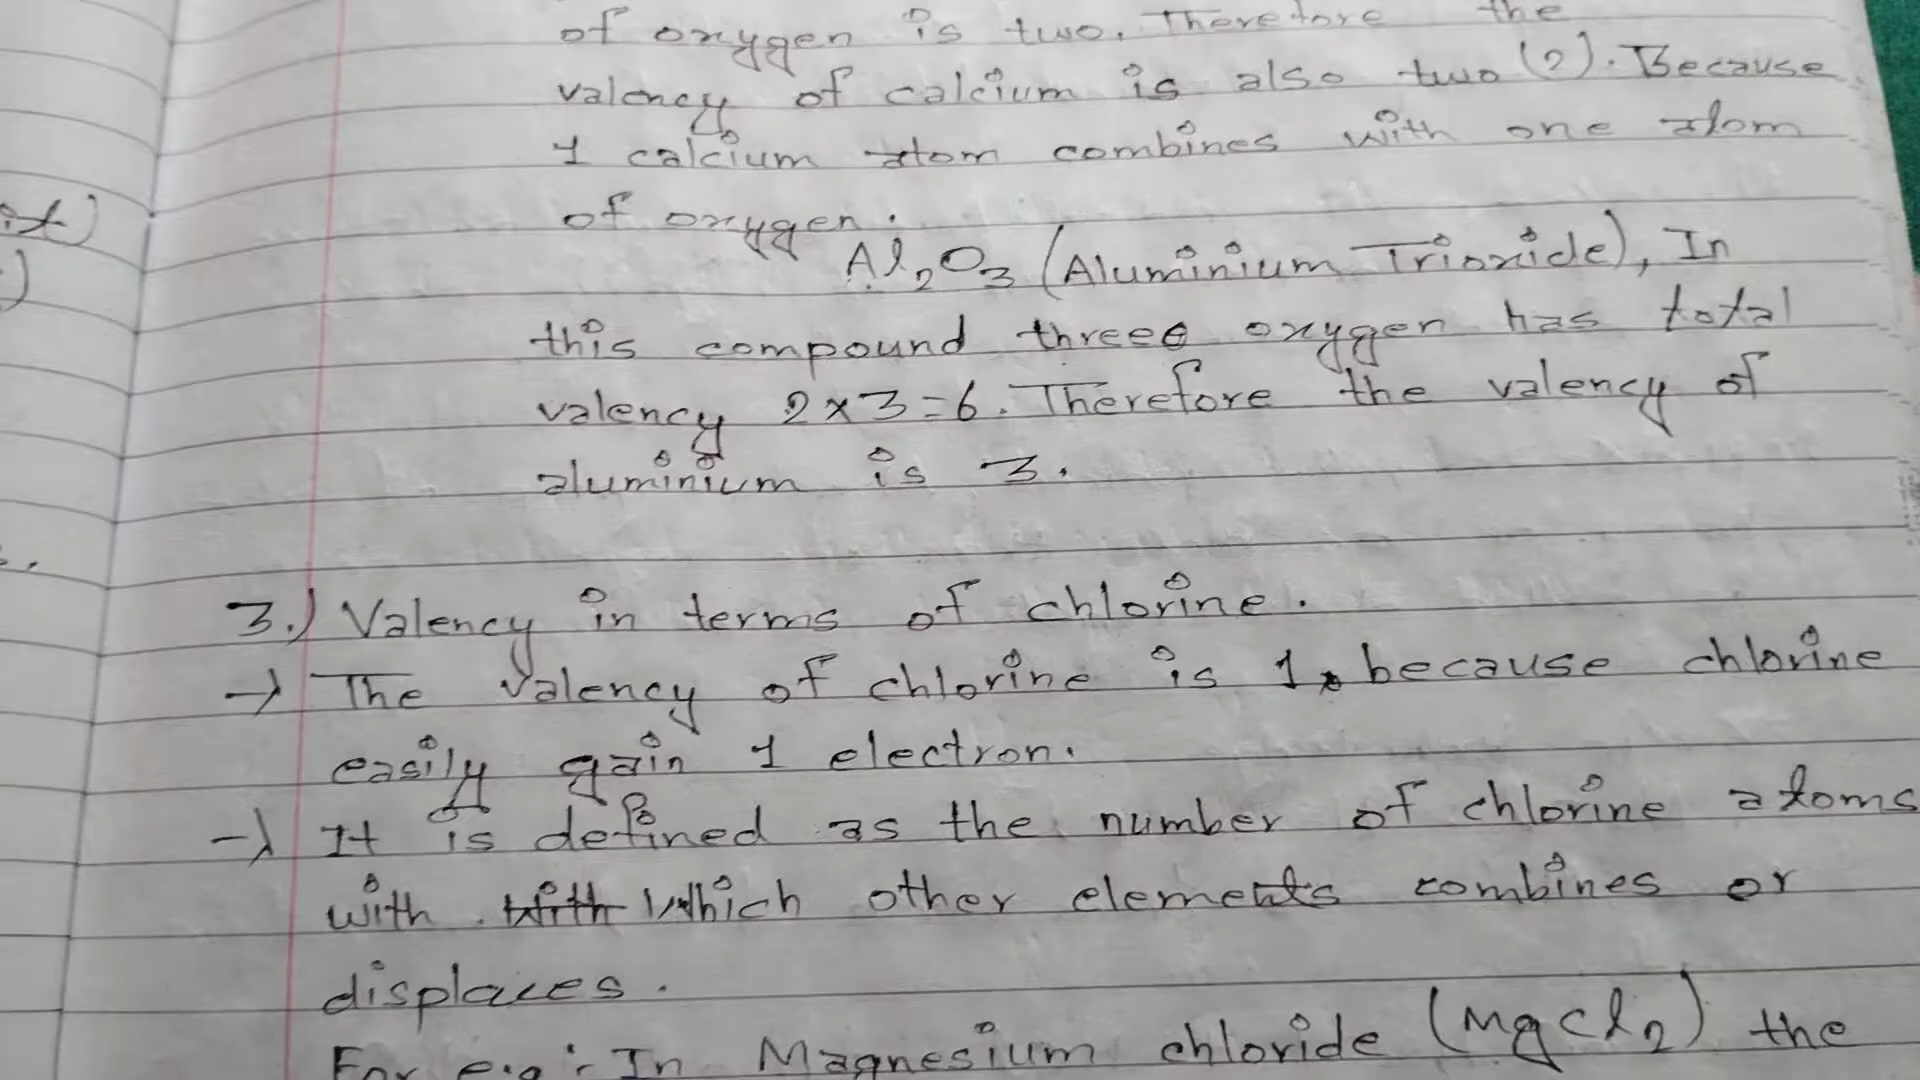 of oxygen is two. Therefore the
valency of calcium is also two (2). Because
1 calcium atom combines with one atom
of oxygen.
Al₂O₃ (Aluminium Trioxide), In
this compound three oxygen has total
valency 2×3=6. Therefore the valency of
aluminium is 3.
3.) Valency in terms of chlorine.
→ The valency of chlorine is 1, because chlorine
easily gain 1 electron.
→ It is defined as the number of chlorine atoms
with with which other elements combines or
displaces.
For e.g :- In Magnesium chloride (MgCl₂) the